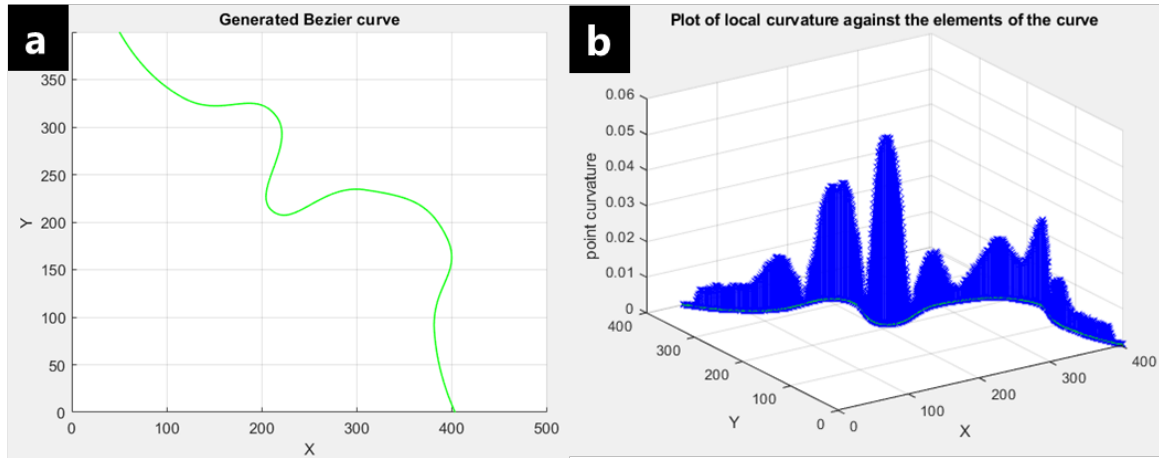 a
Generated Bezier curve
350
300
250
200
150
100
50
0
Y
0 100 200 300 400 500
X
b
Plot of local curvature against the elements of the curve
0.06
0.05
0.04
0.03
0.02
0.01
0
point curvature
400
300
200
100
0
Y
0
100
200
300
400
X